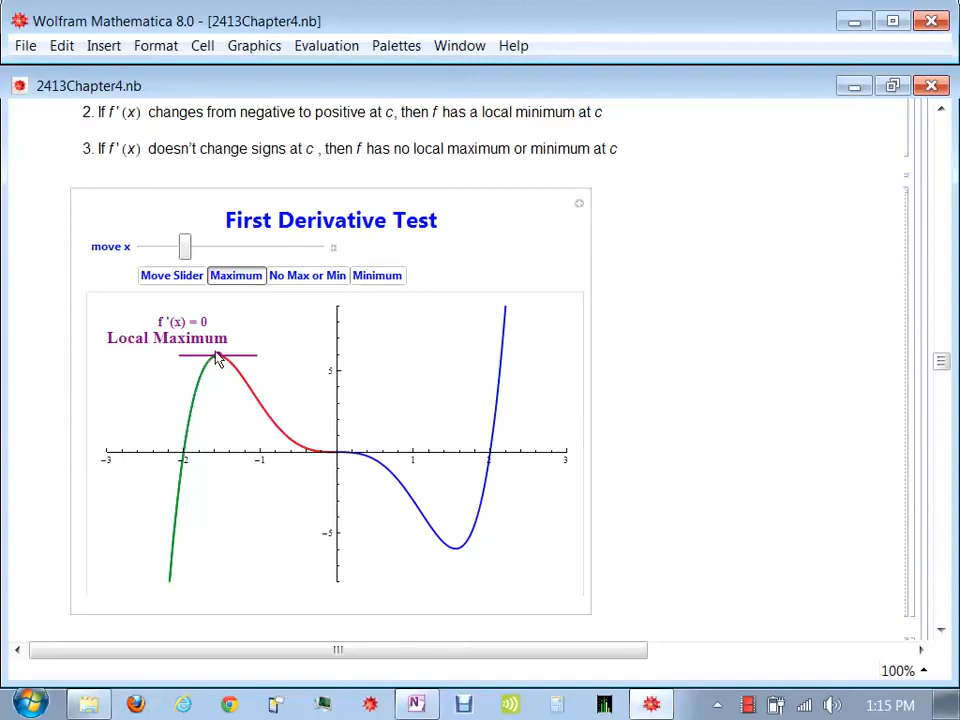 Wolfram Mathematica 8.0 - [2413Chapter4.nb]
File Edit Insert Format Cell Graphics Evaluation Palettes Window Help
2413Chapter4.nb
2. If f ' (x) changes from negative to positive at c, then f has a local minimum at c
3. If f ' (x) doesn't change signs at c , then f has no local maximum or minimum at c
First Derivative Test
move x
Move Slider Maximum No Max or Min Minimum
f '(x) = 0
Local Maximum
5
-3 -2 -1 1 2 3
-5
100%
1:15 PM